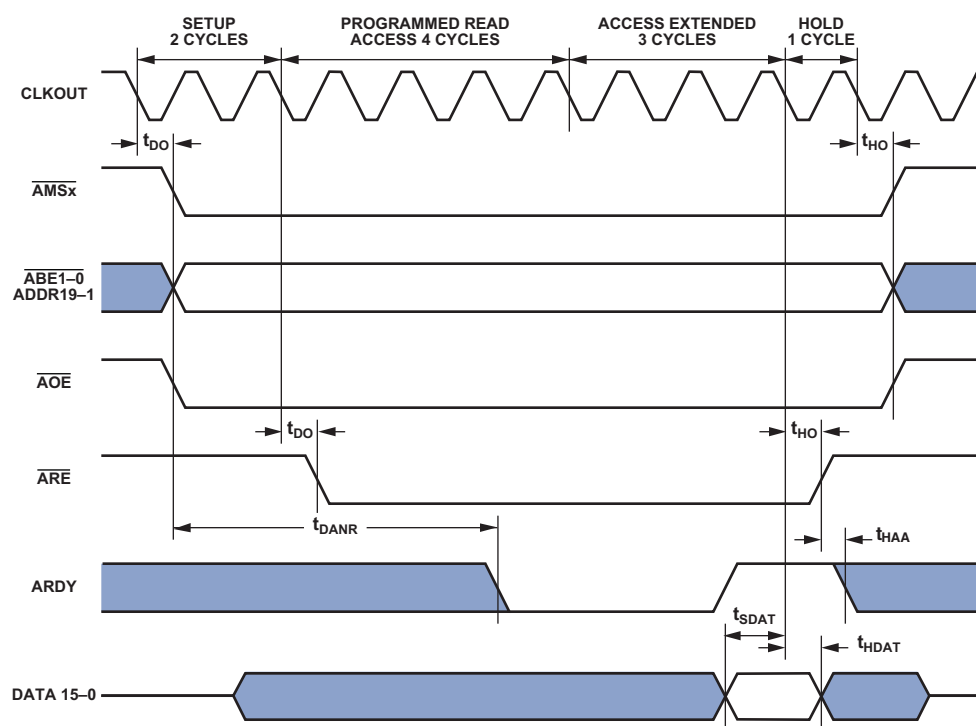 SETUP
2 CYCLES
PROGRAMMED READ
ACCESS 4 CYCLES
ACCESS EXTENDED
3 CYCLES
HOLD
1 CYCLE
CLKOUT
tDO
tHO
AMSx
ABE1–0
ADDR19–1
AOE
tDO
tHO
ARE
tDANR
tHAA
ARDY
tSDAT
tHDAT
DATA 15–0